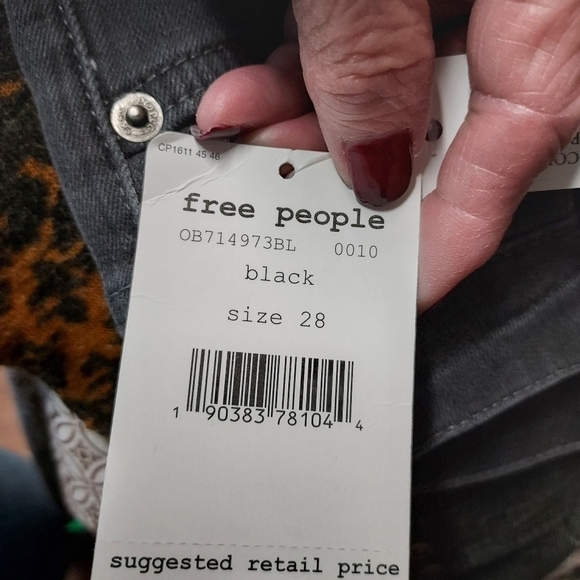 CP1611 45 46
free people
OB714973BL 0010
black
size 28
1 90383 78104 4
suggested retail price